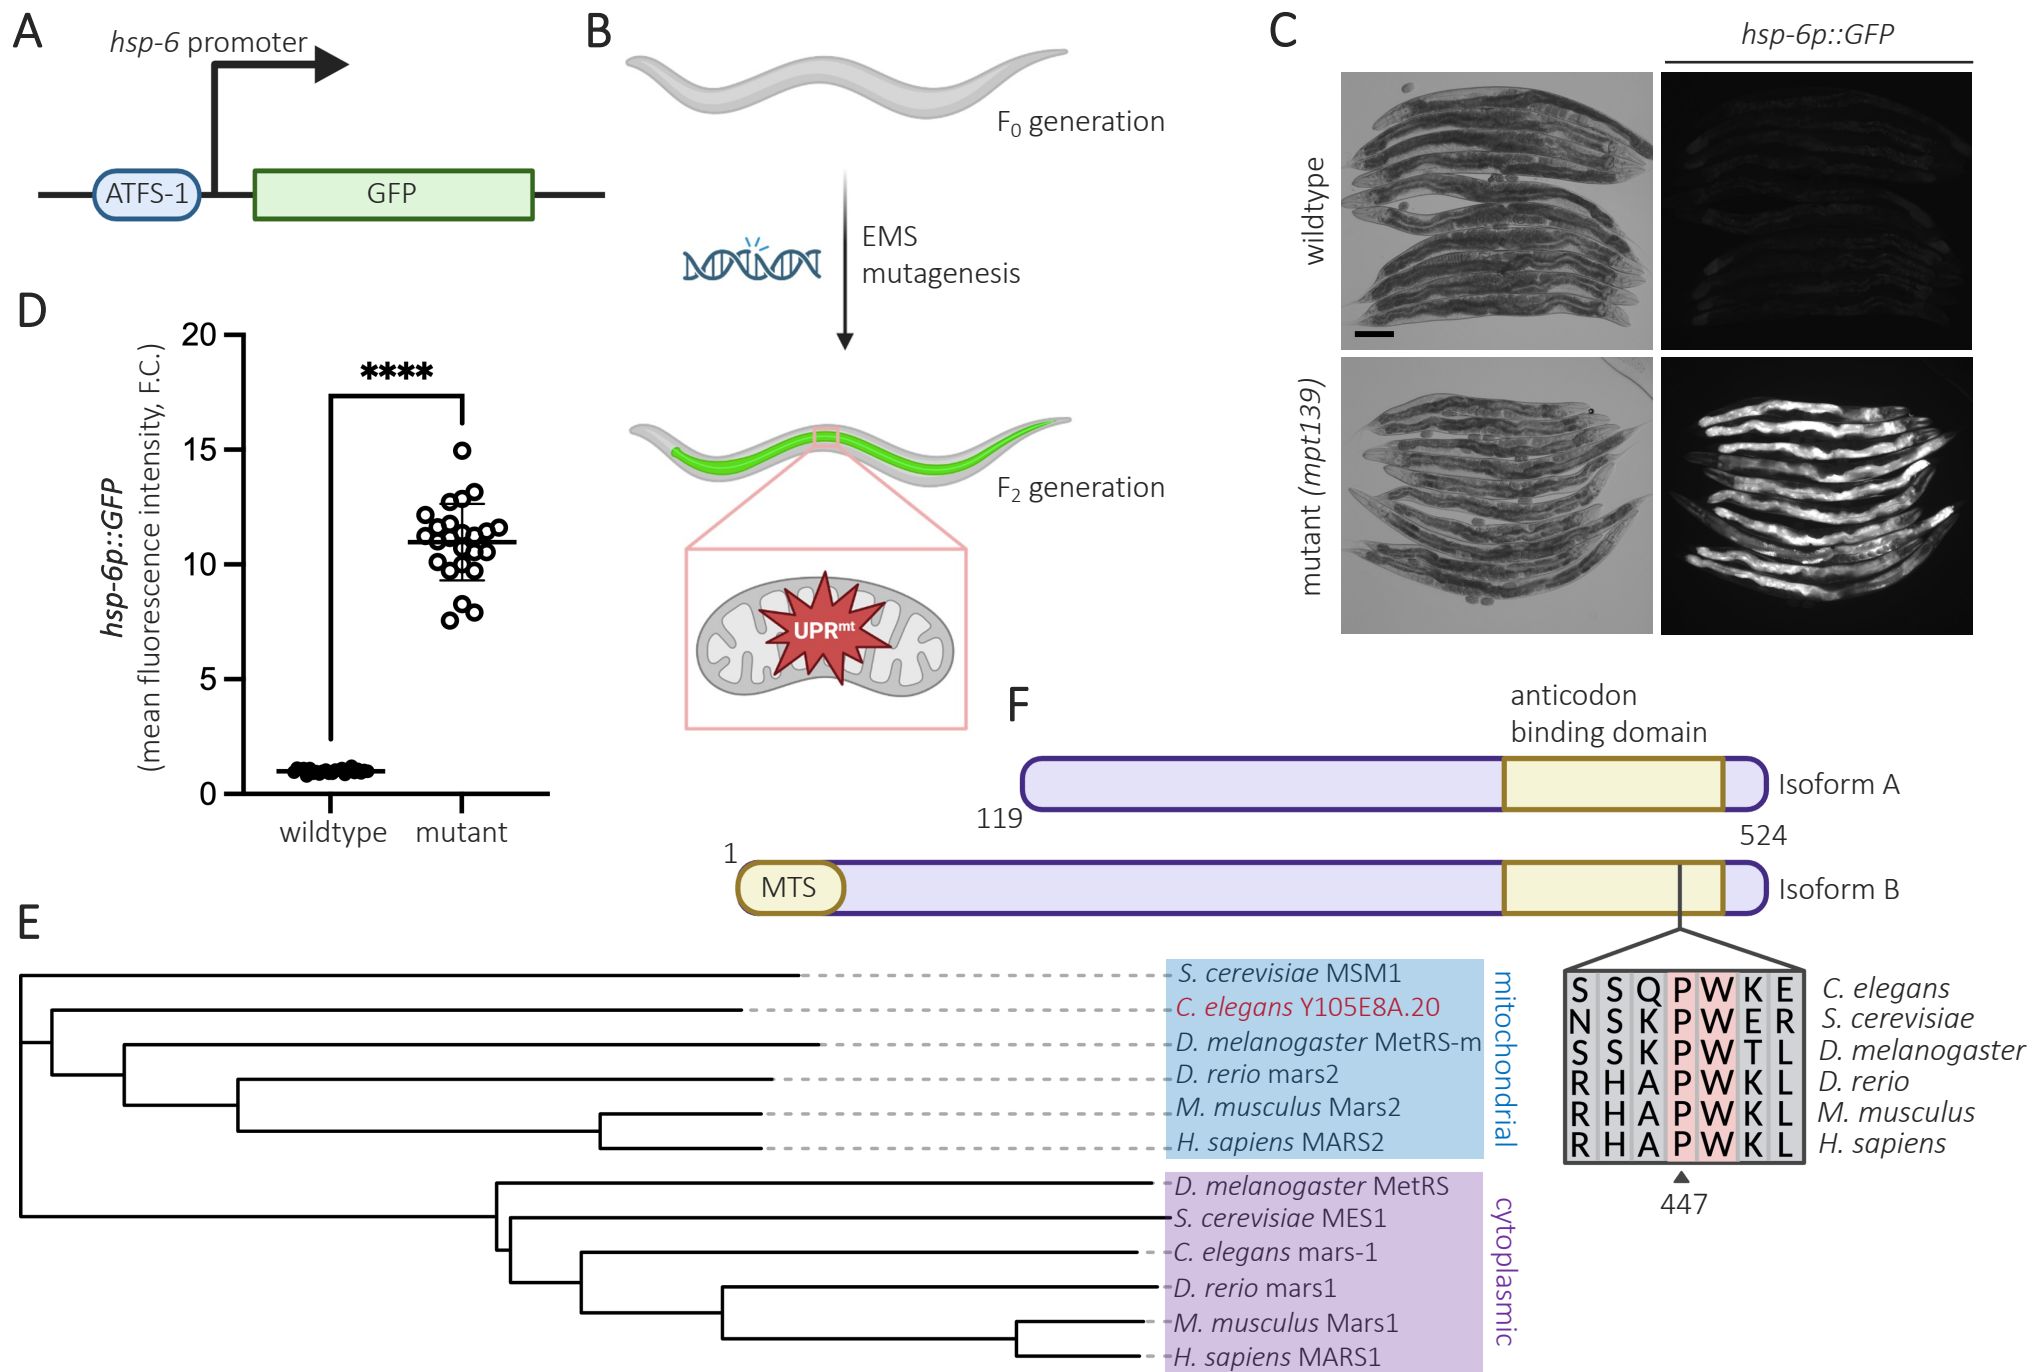 A
hsp-6 promoter
ATFS-1
GFP
B
F0 generation
EMS
mutagenesis
F2 generation
UPRmt
C
hsp-6p::GFP
wildtype
mutant (mpt139)
D
hsp-6p::GFP
(mean fluorescence intensity, F.C.)
20
15
10
5
0
****
wildtype
mutant
E
S. cerevisiae MSM1
C. elegans Y105E8A.20
D. melanogaster MetRS-m
D. rerio mars2
M. musculus Mars2
H. sapiens MARS2
mitochondrial
D. melanogaster MetRS
S. cerevisiae MES1
C. elegans mars-1
D. rerio mars1
M. musculus Mars1
H. sapiens MARS1
cytoplasmic
F
anticodon
binding domain
Isoform A
119
524
1
MTS
Isoform B
S S Q P W K E C. elegans
N S K P W E R S. cerevisiae
S S K P W T L D. melanogaster
R H A P W K L D. rerio
R H A P W K L M. musculus
R H A P W K L H. sapiens
447